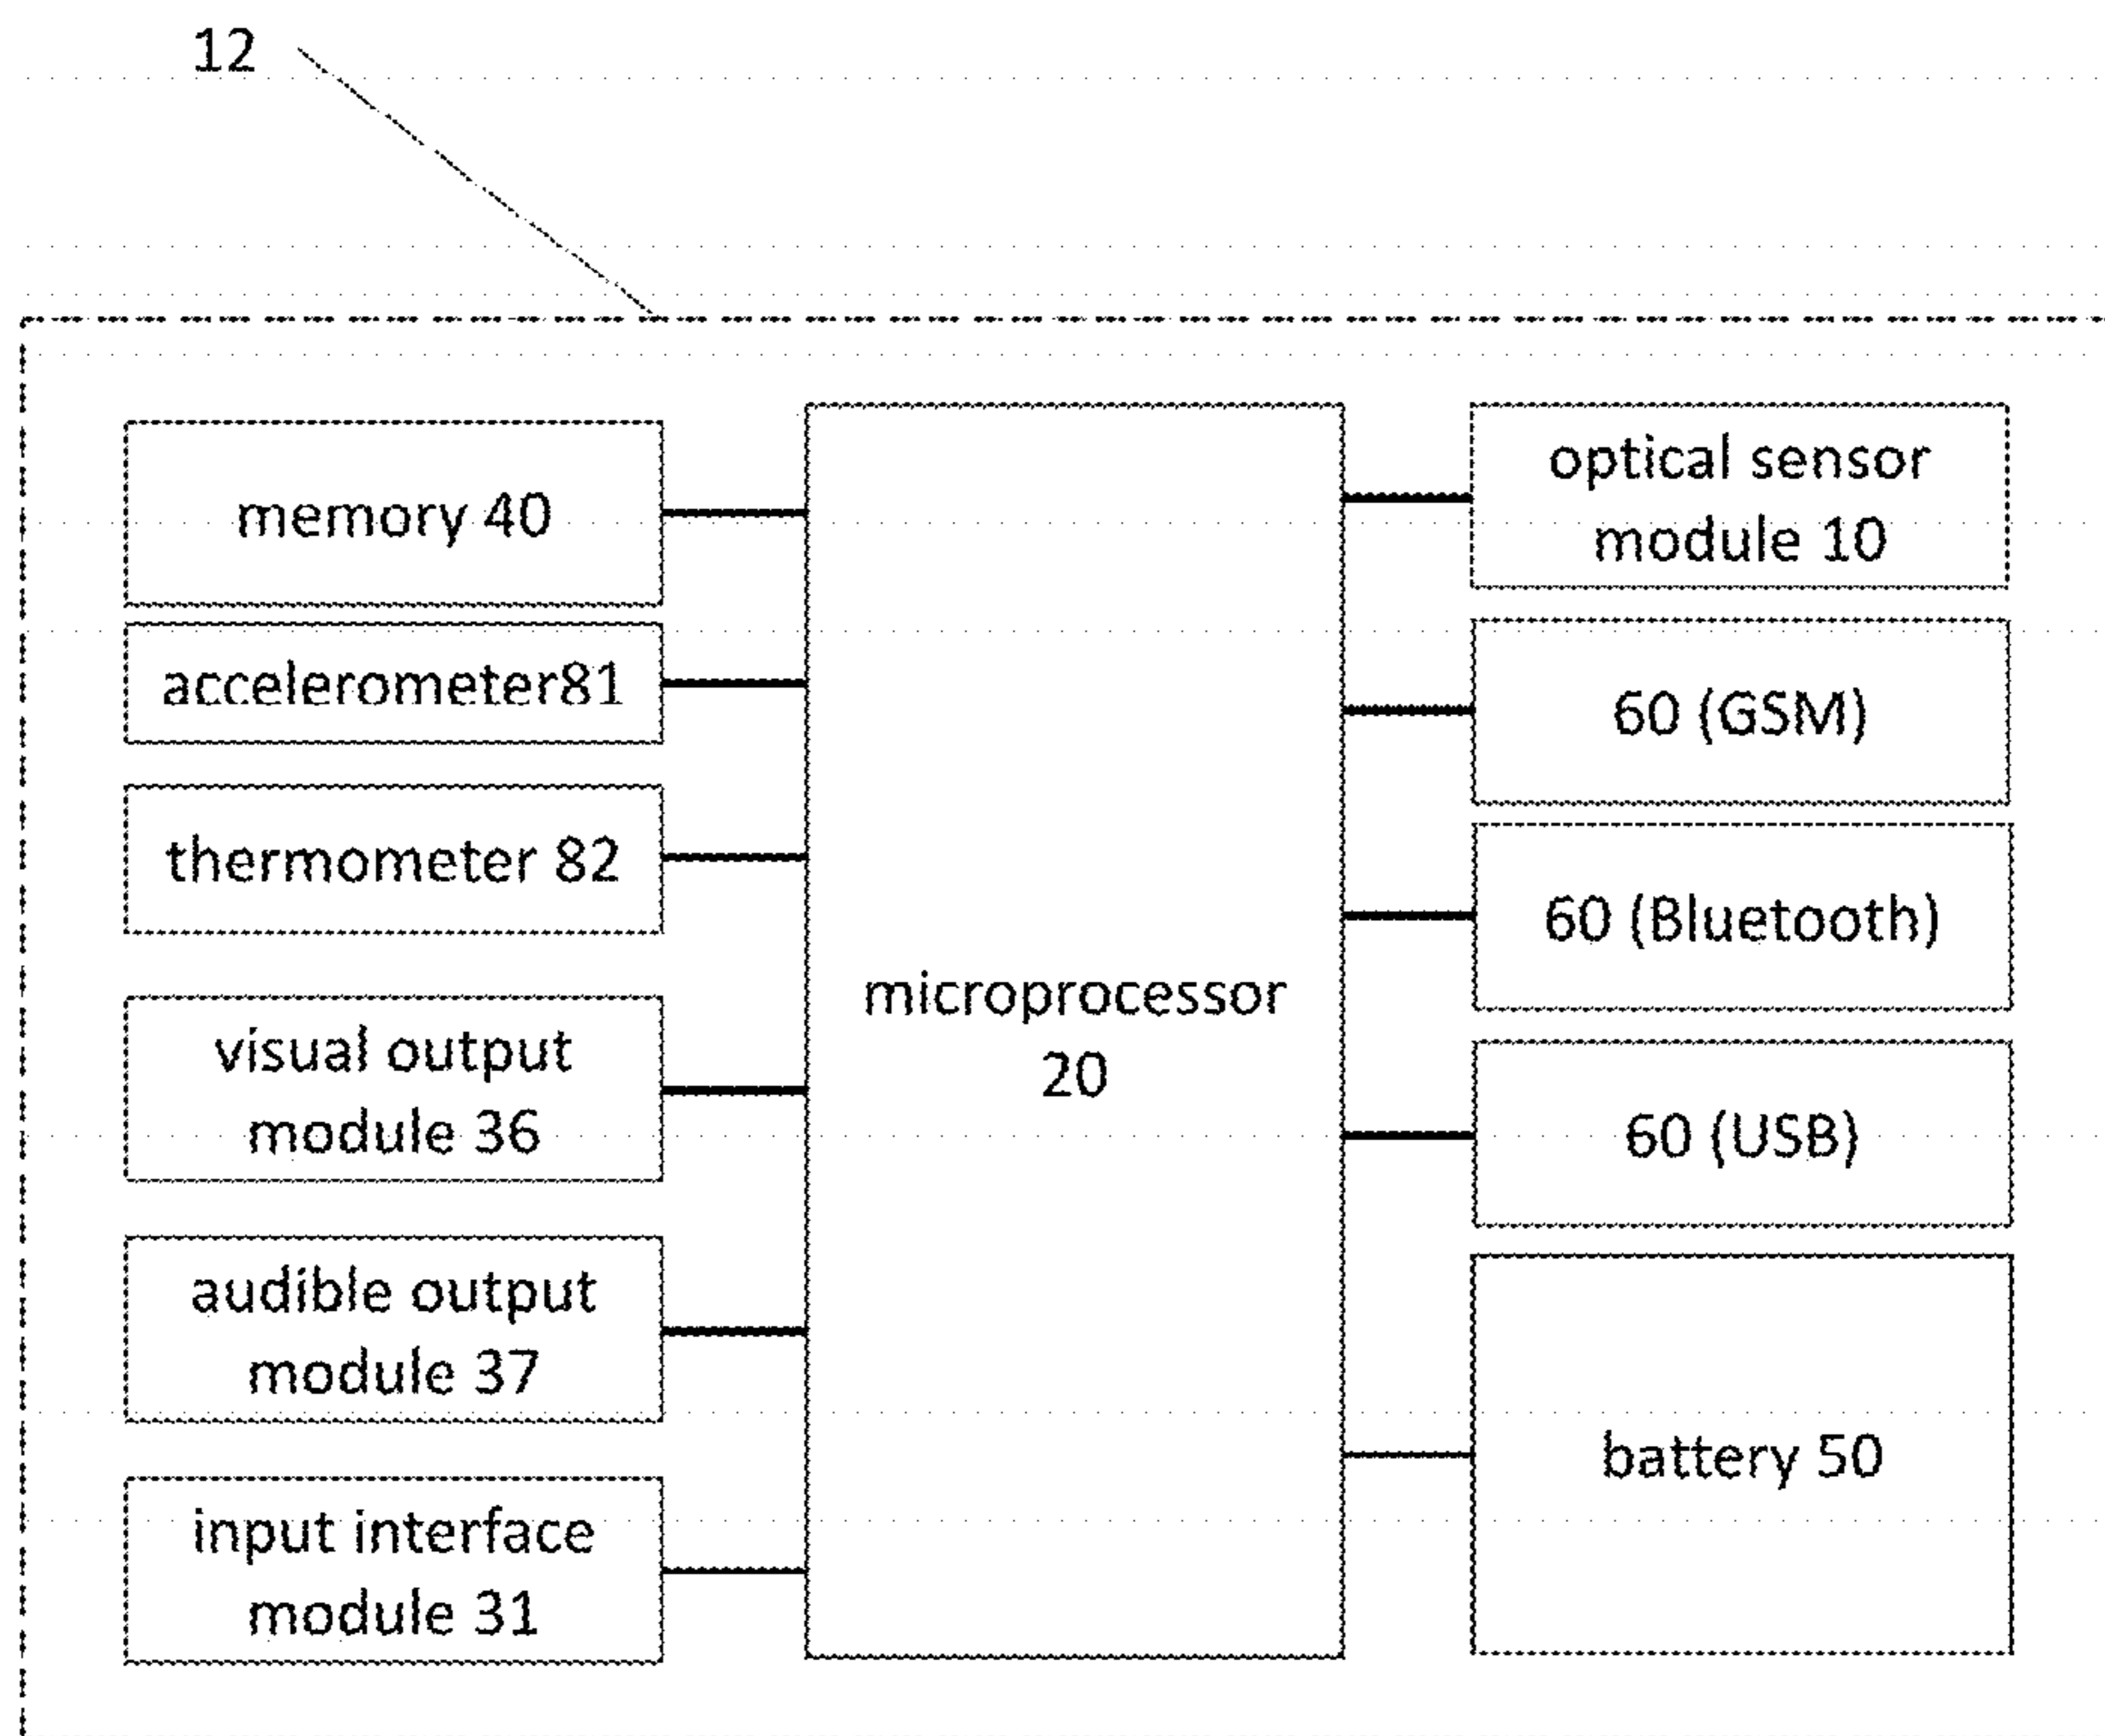 12
memory 40
accelerometer81
thermometer 82
visual output
module 36
audible output
module 37
input interface
module 31
microprocessor
20
optical sensor
module 10
60 (GSM)
60 (Bluetooth)
60 (USB)
battery 50